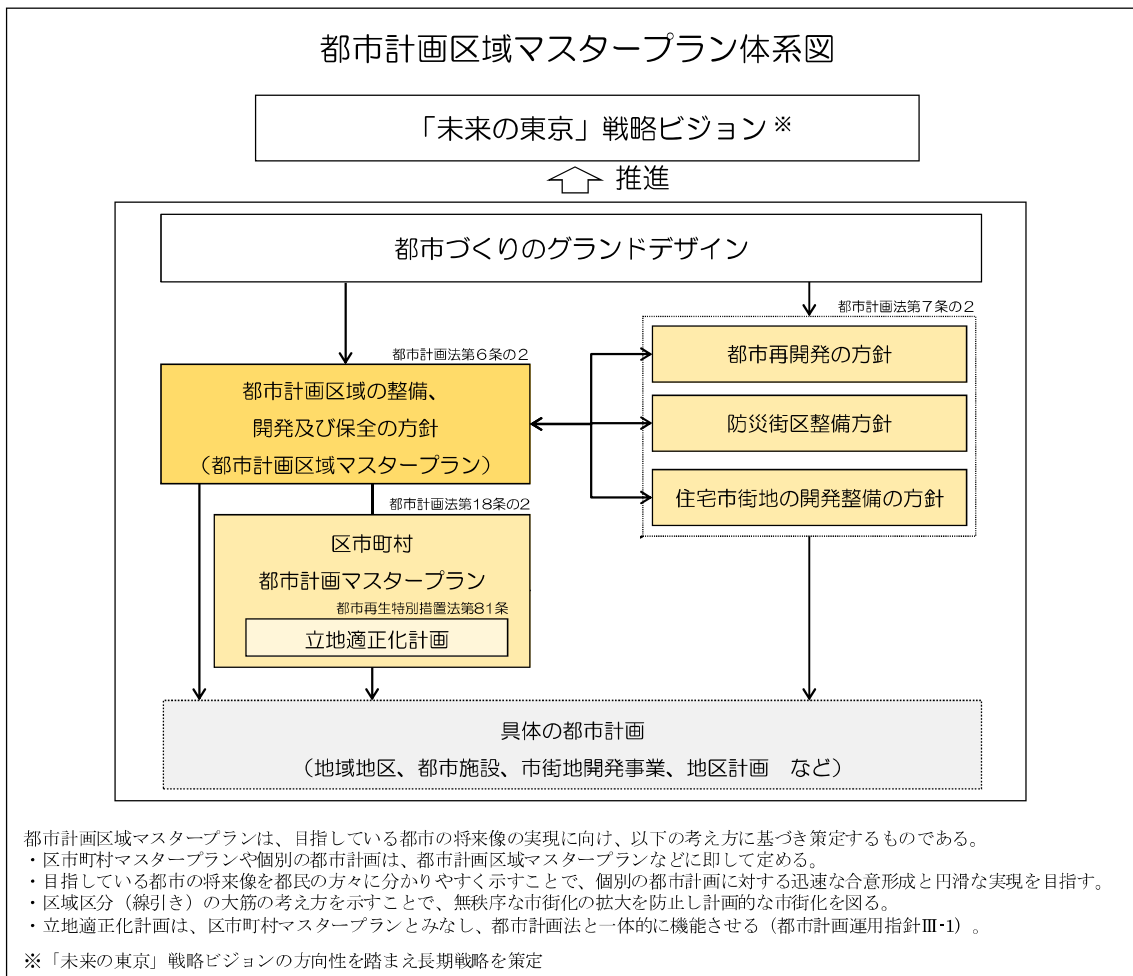 都市計画区域マスタープラン体系図
「未来の東京」戦略ビジョン※
推進
都市づくりのグランドデザイン
都市計画法第7条の2
都市再開発の方針
防災街区整備方針
住宅市街地の開発整備の方針
都市計画法第6条の2
都市計画区域の整備、
開発及び保全の方針
（都市計画区域マスタープラン）
都市計画法第18条の2
区市町村
都市計画マスタープラン
都市再生特別措置法第81条
立地適正化計画
具体の都市計画
（地域地区、都市施設、市街地開発事業、地区計画　など）
都市計画区域マスタープランは、目指している都市の将来像の実現に向け、以下の考え方に基づき策定するものである。
・区市町村マスタープランや個別の都市計画は、都市計画区域マスタープランなどに即して定める。
・目指している都市の将来像を都民の方々に分かりやすく示すことで、個別の都市計画に対する迅速な合意形成と円滑な実現を目指す。
・区域区分（線引き）の大筋の考え方を示すことで、無秩序な市街化の拡大を防止し計画的な市街化を図る。
・立地適正化計画は、区市町村マスタープランとみなし、都市計画法と一体的に機能させる（都市計画運用指針Ⅲ-1）。
※「未来の東京」戦略ビジョンの方向性を踏まえ長期戦略を策定